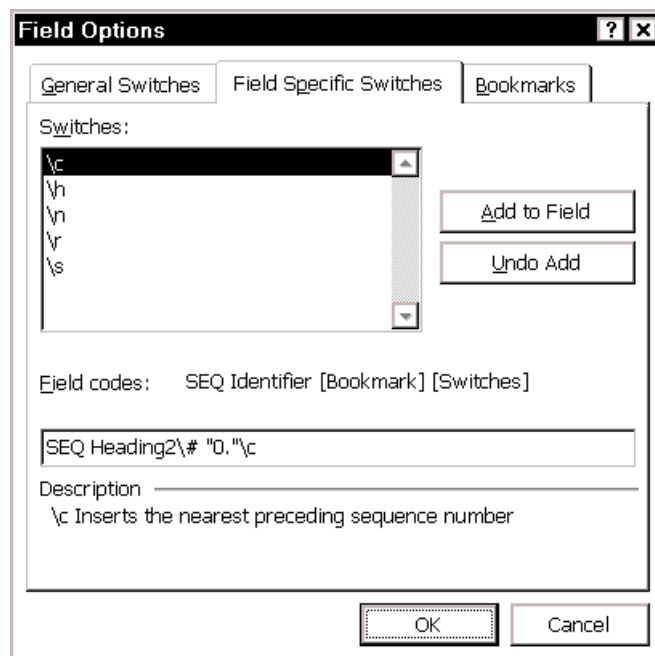 Field Options
General Switches Field Specific Switches Bookmarks
Switches:
\c
\h
\n
\r
\s
Add to Field
Undo Add
Field codes: SEQ Identifier [Bookmark] [Switches]
SEQ Heading2\# "0."\c
Description
\c Inserts the nearest preceding sequence number
OK Cancel